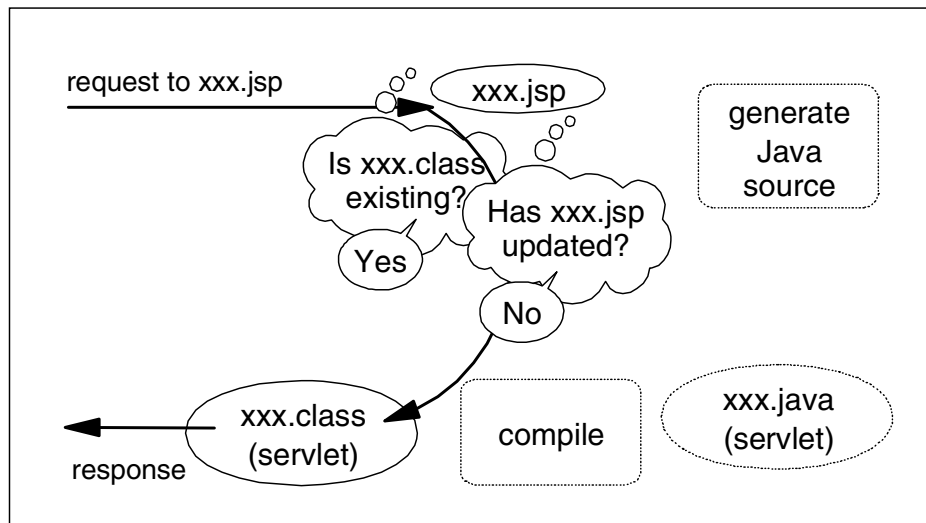 request to xxx.jsp
xxx.jsp
generate
Java
source
Is xxx.class
existing?
Has xxx.jsp
updated?
Yes
No
xxx.class
(servlet)
compile
xxx.java
(servlet)
response